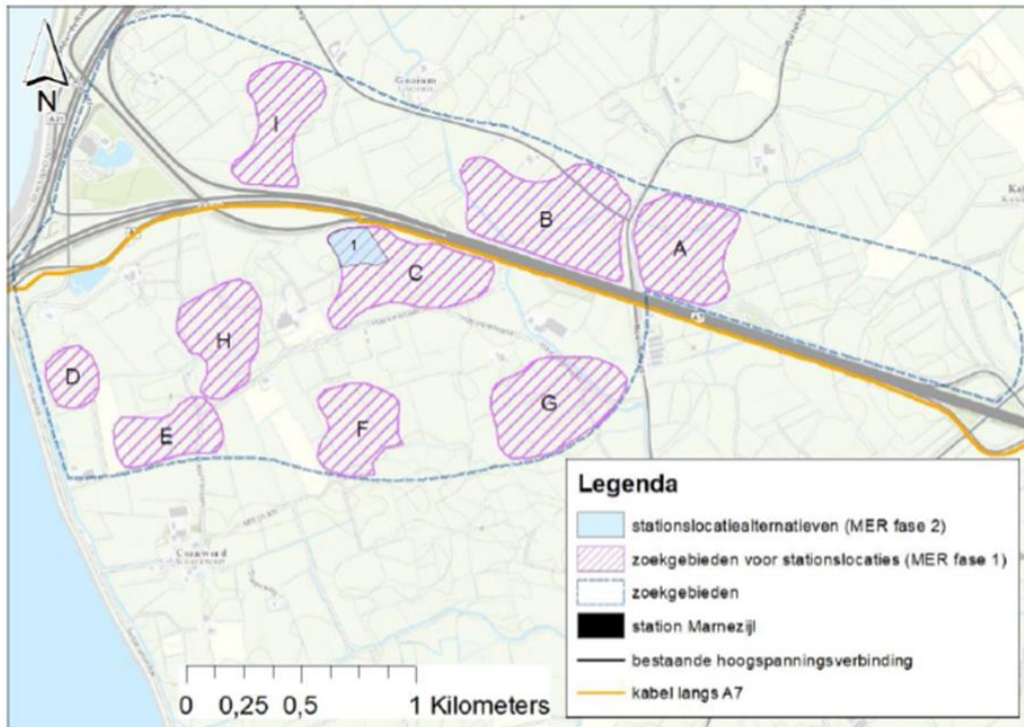 N
I
B
A
1
C
H
D
E
F
G
Legenda
stationslocatiealternatieven (MER fase 2)
zoekgebieden voor stationslocaties (MER fase 1)
zoekgebieden
station Marnezijl
bestaande hoogspanningsverbinding
kabel langs A7
0 0,25 0,5 1 Kilometers